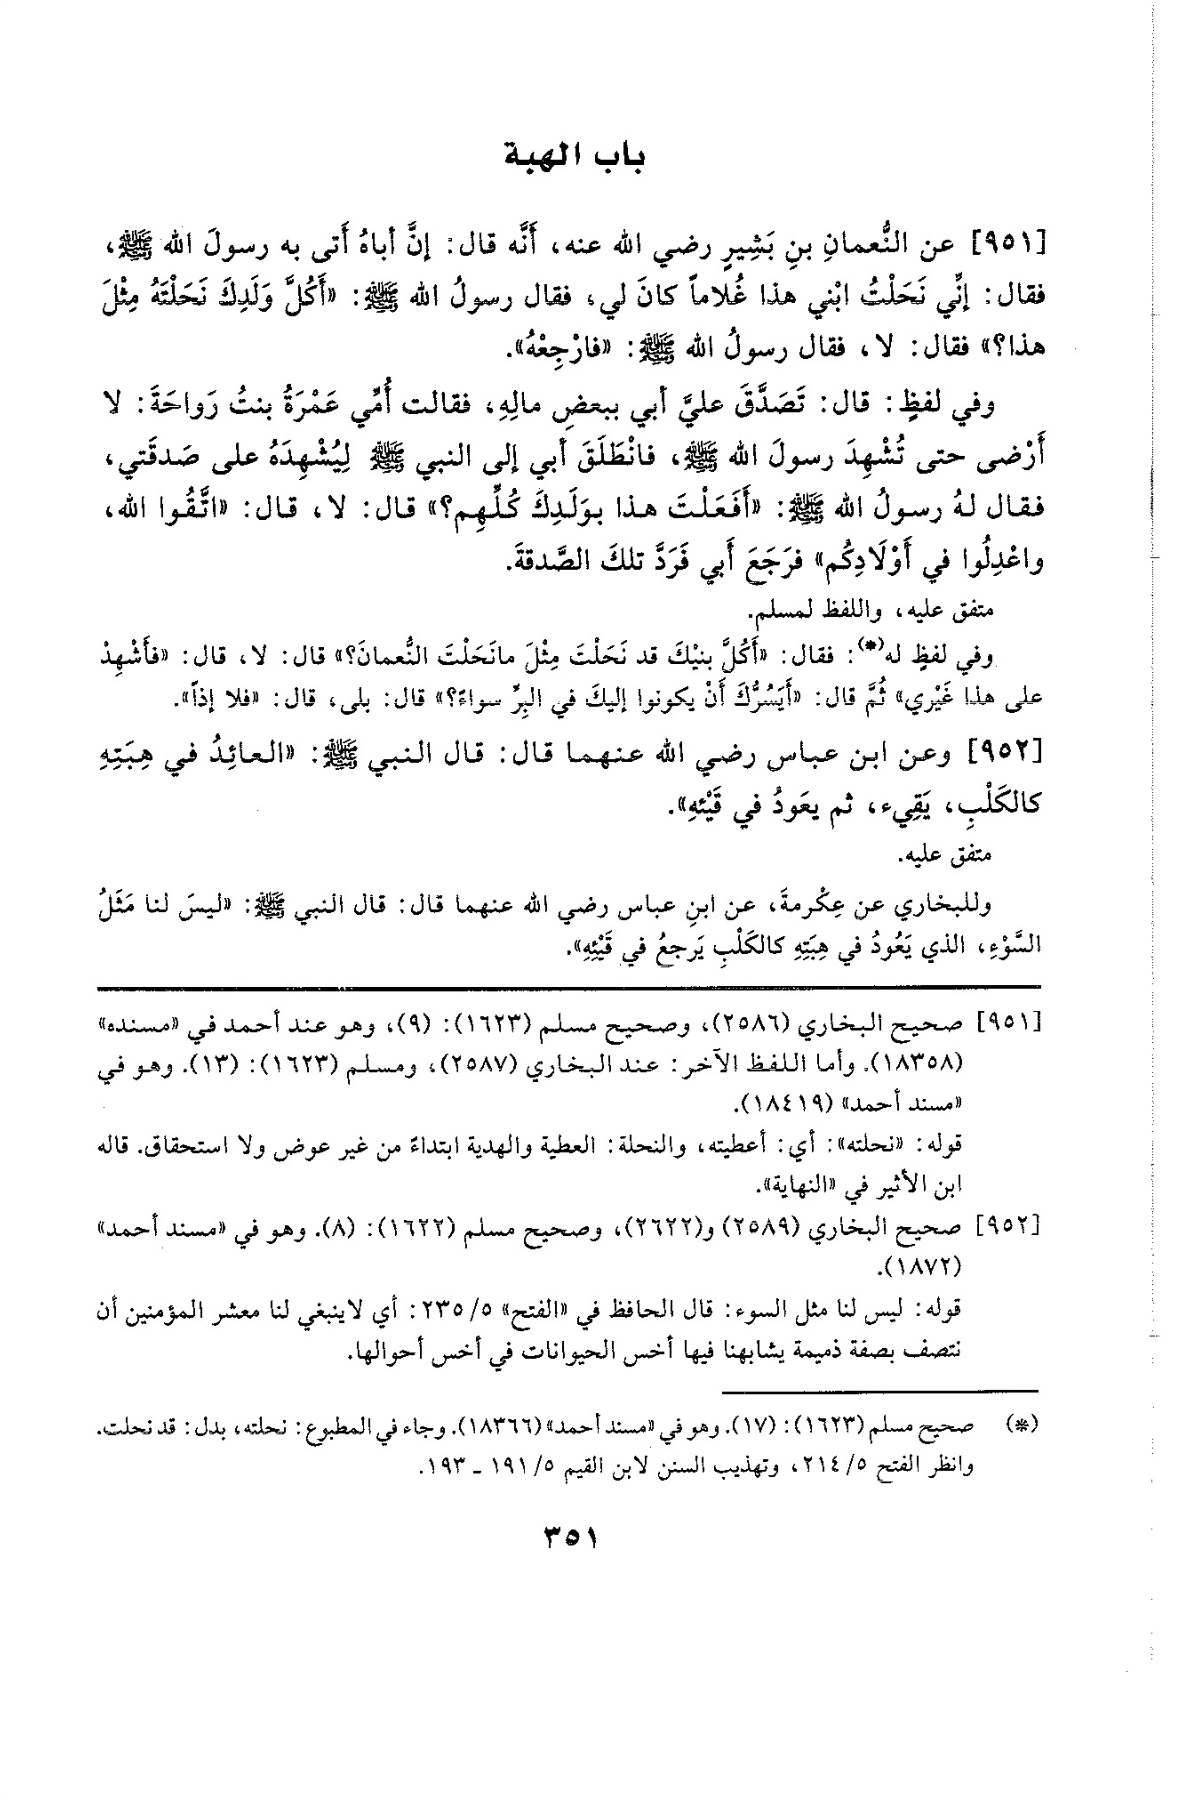 باب الهبة
[٩٥١] عن النُّعمانِ بنِ بَشِيرٍ رضي الله عنه، أَنَّه قال: إنَّ أباهُ أَتى به رسولَ الله ﷺ،
فقال: إنِّي نَحَلْتُ ابْني هذا غُلاماً كانَ لي، فقال رسولُ الله ﷺ: «أَكُلَّ وَلَدِكَ نَحَلْتَهُ مِثْلَ
هذا؟» فقال: لا، فقال رسولُ الله ﷺ: «فارْجِعْهُ».
وفي لفظٍ: قال: تَصَدَّقَ عليَّ أبي ببعضِ مالِهِ، فقالت أُمِّي عَمْرَةُ بنتُ رَواحَةَ: لا
أَرْضى حتى تُشْهِدَ رسولَ الله ﷺ، فانْطَلَقَ أبي إلى النبي ﷺ لِيُشْهِدَهُ على صَدقَتي،
فقال لهُ رسولُ الله ﷺ: «أَفَعَلْتَ هذا بوَلَدِكَ كُلِّهِم؟» قال: لا، قال: «اتَّقُوا الله،
واعْدِلُوا في أَوْلَادِكُم» فرَجَعَ أَبي فَرَدَّ تلكَ الصَّدقةَ.
متفق عليه، واللفظ لمسلم.
وفي لفظٍ له(*): فقال: «أَكُلَّ بنيْكَ قد نَحَلْتَ مِثْلَ مانَحَلْتَ النُّعمانَ؟» قال: لا، قال: «فأَشْهِدْ
على هذا غَيْري» ثُمَّ قال: «أَيَسُرُّكَ أَنْ يكونوا إليكَ في البِرِّ سواءً؟» قال: بلى، قال: «فلا إذاً».
[٩٥٢] وعن ابن عباس رضي الله عنهما قال: قال النبي ﷺ: «العائِدُ في هِبَتِهِ
كالكَلْبِ، يَقِيء، ثم يعَودُ في قَيْئهِ».
متفق عليه.
وللبخاري عن عِكْرمةَ، عن ابنِ عباس رضي الله عنهما قال: قال النبي ﷺ: «ليسَ لنا مَثَلُ
السَّوْءِ، الذي يَعُودُ في هِبَتِهِ كالكَلْبِ يَرجعُ في قَيْئِهِ».
[٩٥١] صحيح البخاري (٢٥٨٦)، وصحيح مسلم (١٦٢٣): (٩)، وهو عند أحمد في «مسنده»
(١٨٣٥٨). وأما اللفظ الآخر: عند البخاري (٢٥٨٧)، ومسلم (١٦٢٣): (١٣). وهو في
«مسند أحمد» (١٨٤١٩).
قوله: «نحلته»: أي: أعطيته، والنحلة: العطية والهدية ابتداءً من غير عوض ولا استحقاق. قاله
ابن الأثير في «النهاية».
[٩٥٢] صحيح البخاري (٢٥٨٩) و(٢٦٢٢)، وصحيح مسلم (١٦٢٢): (٨). وهو في «مسند أحمد»
(١٨٧٢).
قوله: ليس لنا مثل السوء: قال الحافظ في «الفتح» ٢٣٥/٥: أي لاينبغي لنا معشر المؤمنين أن
نتصف بصفة ذميمة يشابهنا فيها أخس الحيوانات في أخس أحوالها.
(*) صحيح مسلم (١٦٢٣): (١٧). وهو في «مسند أحمد» (١٨٣٦٦). وجاء في المطبوع: نحلته، بدل: قد نحلت.
وانظر الفتح ٢١٤/٥، وتهذيب السنن لابن القيم ١٩١/٥ ـ ١٩٣.
٣٥١